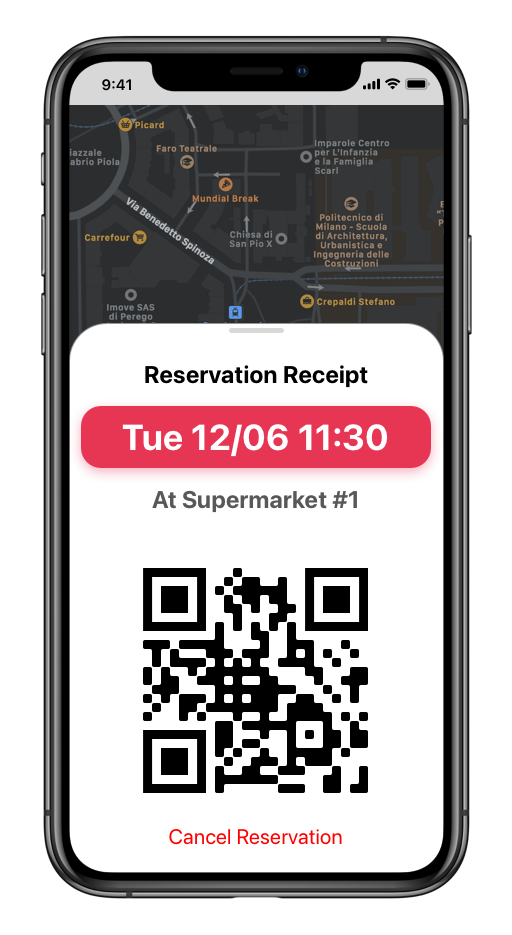 9:41
Picard
iazzale
abrio Piola
Faro Teatrale
Imparole Centro
per L'Infanzia
e la Famiglia
Scarl
Mundial Break
Via Benedetto Spinoza
Carrefour
Chiesa di
San Pio X
Politecnico di
Milano - Scuola
di Architettura,
Urbanistica e
Ingegneria delle
Costruzioni
Imove SAS
di Perego
Crepaldi Stefano
Reservation Receipt
Tue 12/06 11:30
At Supermarket #1
Cancel Reservation